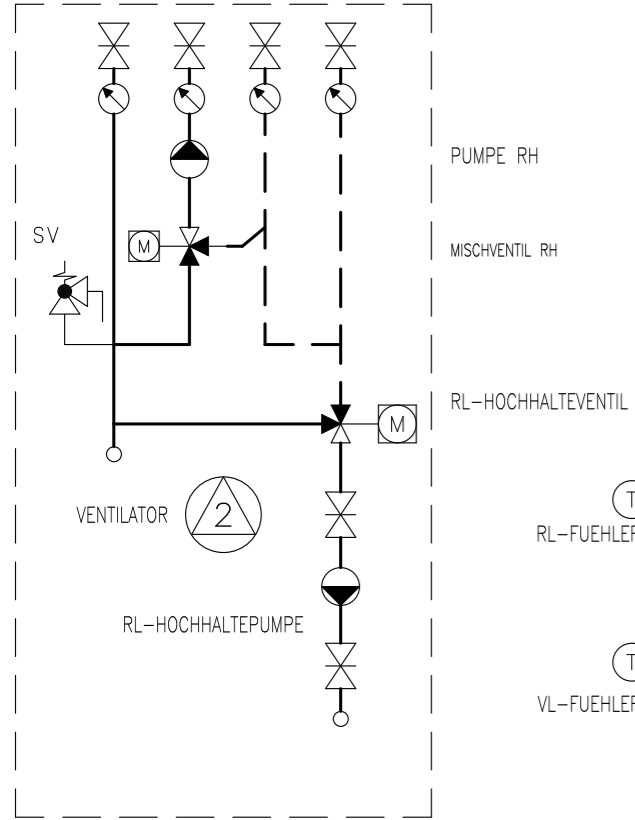 PUMPE RH
SV
M
MISCHVENTIL RH
RL-HOCHHALTEVENTIL
M
VENTILATOR
2
T
RL-FUEHLER
RL-HOCHHALTEPUMPE
T
VL-FUEHLER